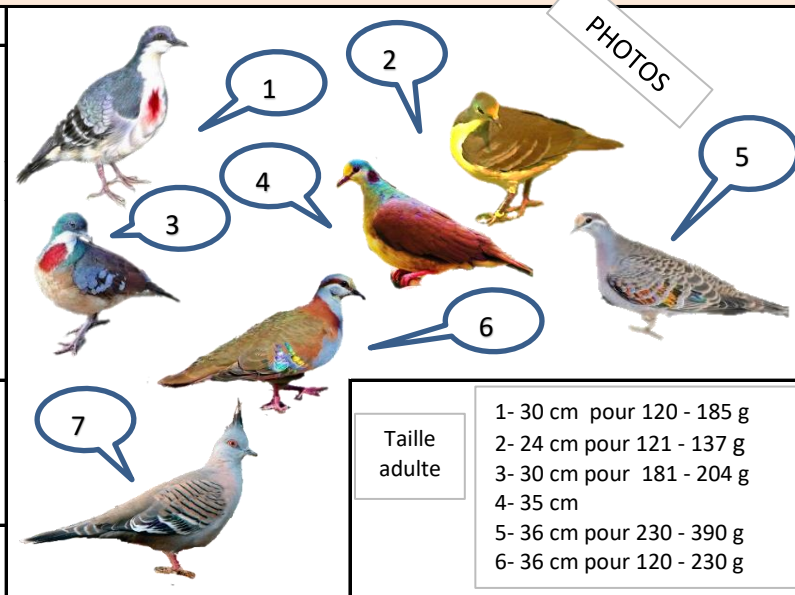 PHOTOS
1
2
3
4
5
6
7
Taille
adulte
1- 30 cm pour 120 - 185 g
2- 24 cm pour 121 - 137 g
3- 30 cm pour 181 - 204 g
4- 35 cm
5- 36 cm pour 230 - 390 g
6- 36 cm pour 120 - 230 g